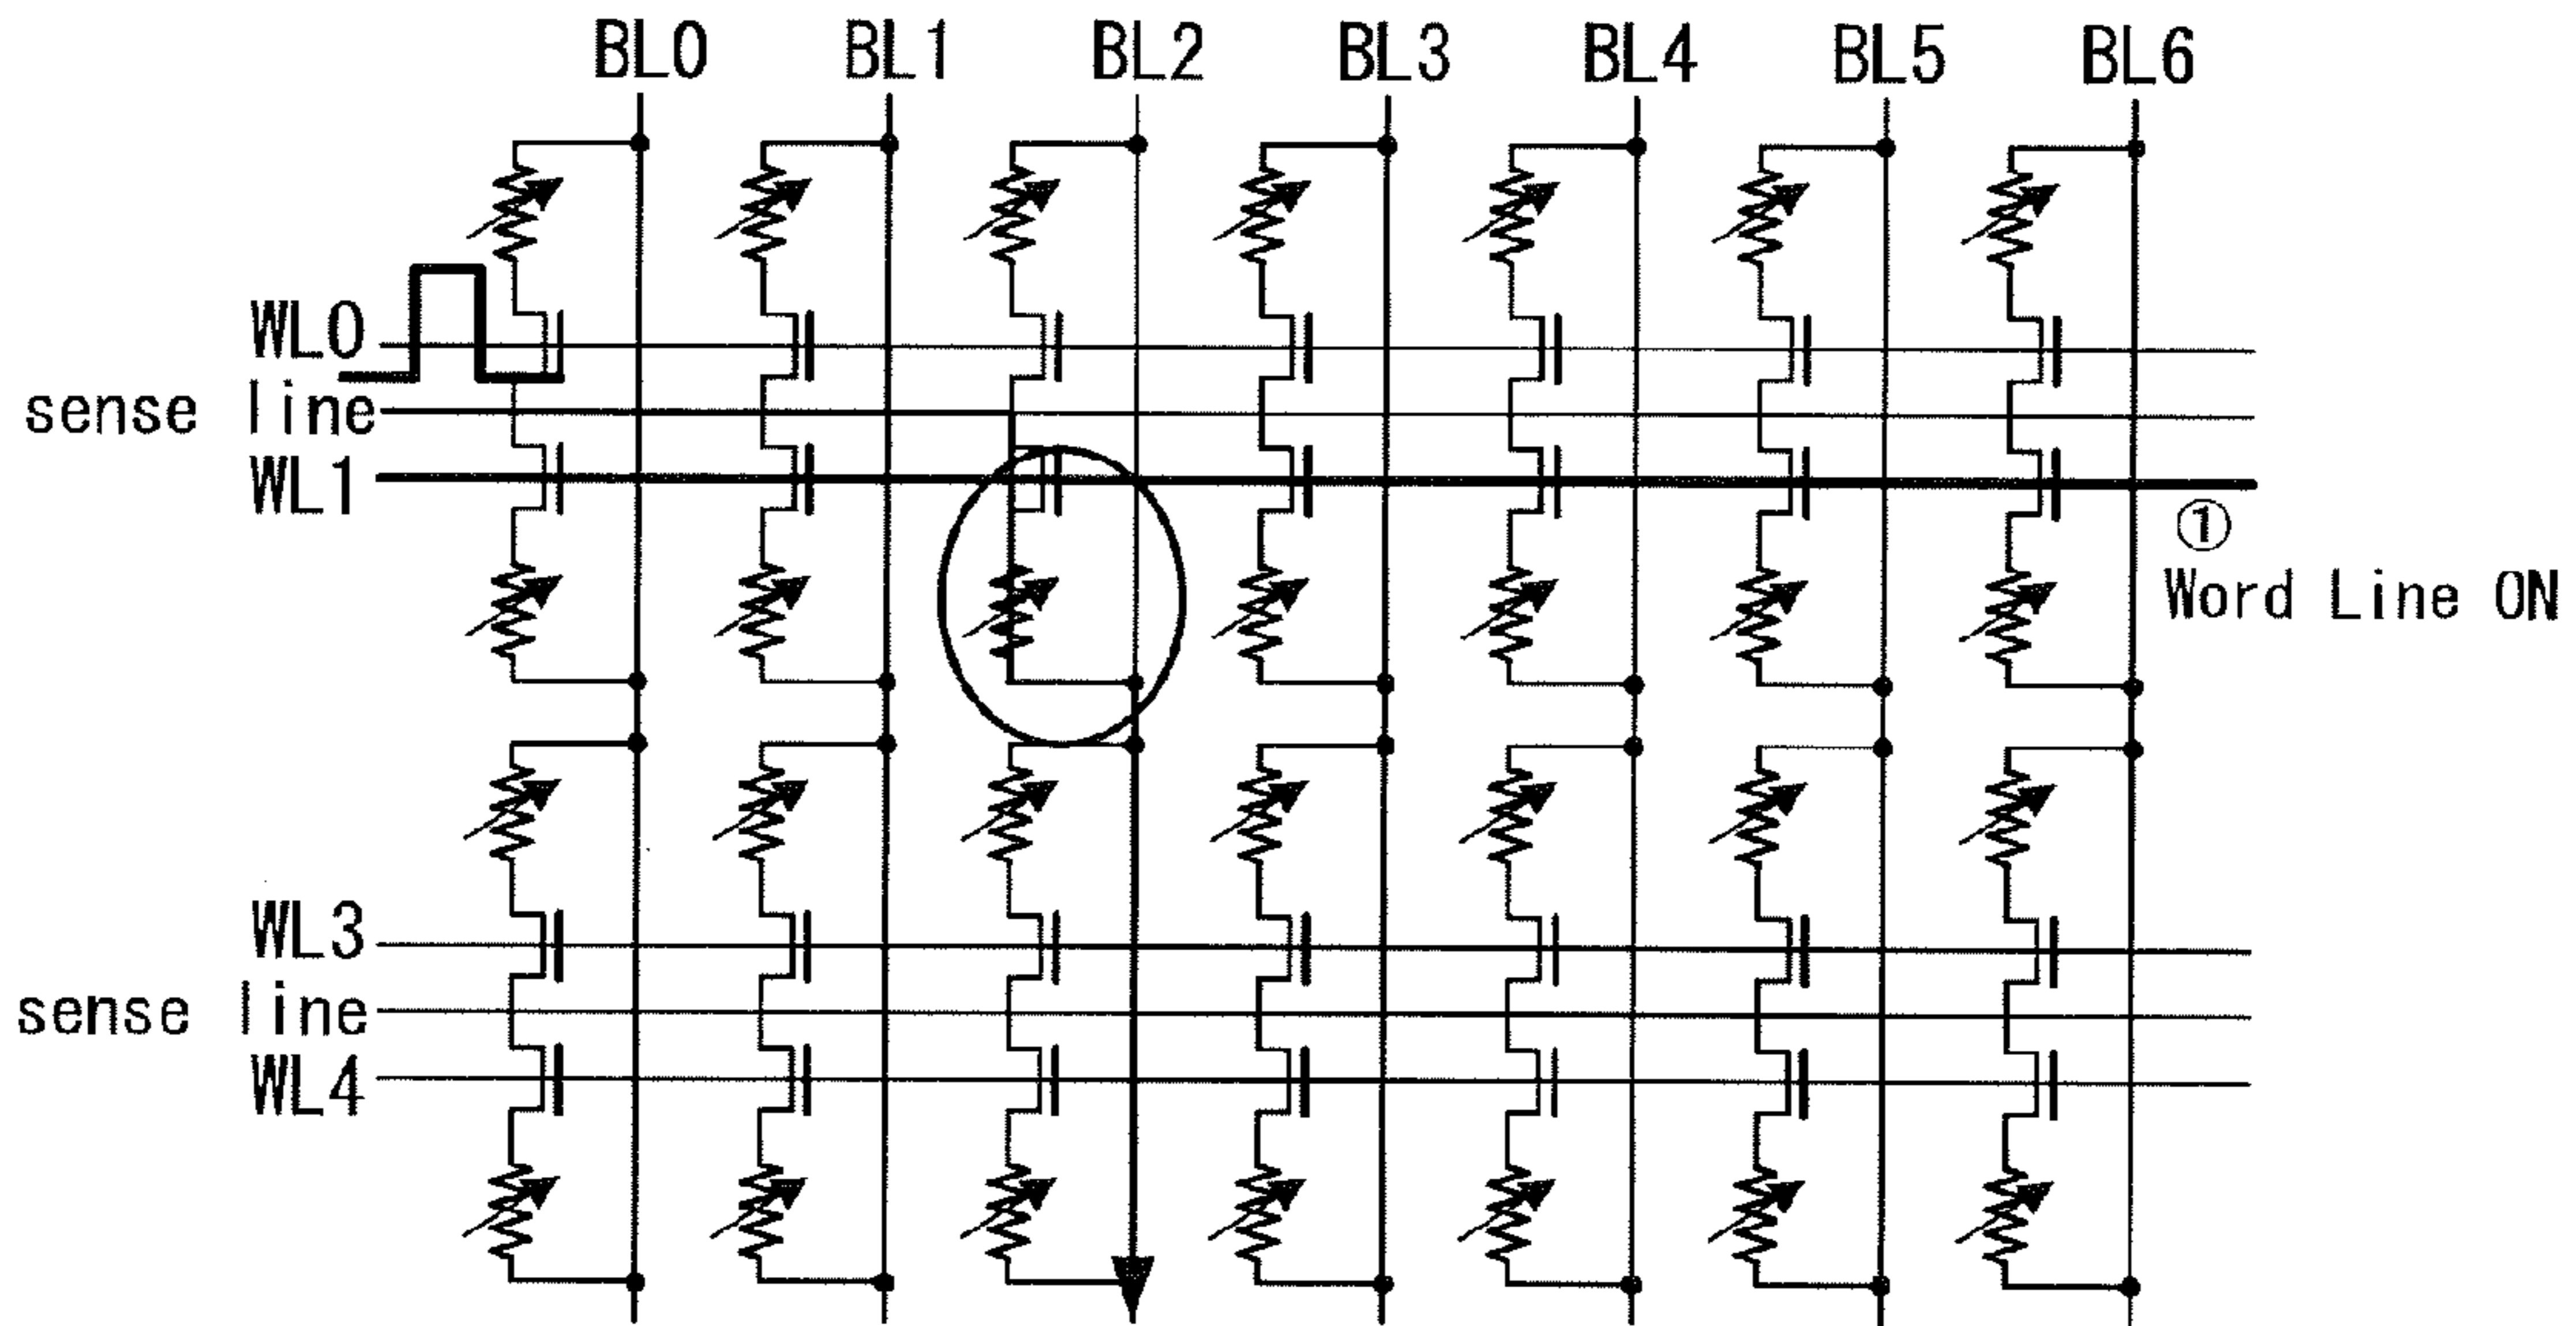 BL0 BL1 BL2 BL3 BL4 BL5 BL6
WL0
sense line
WL1
①
Word Line ON
WL3
sense line
WL4